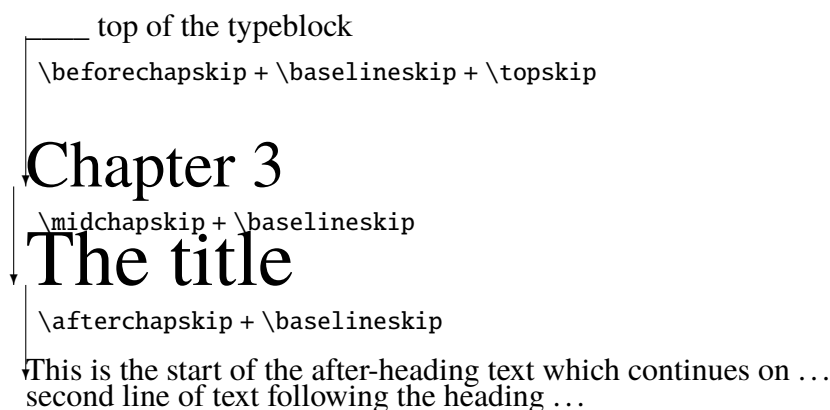 ____ top of the typeblock
\beforechapskip + \baselineskip + \topskip
Chapter 3
\midchapskip + \baselineskip
The title
\afterchapskip + \baselineskip
This is the start of the after-heading text which continues on …
second line of text following the heading …